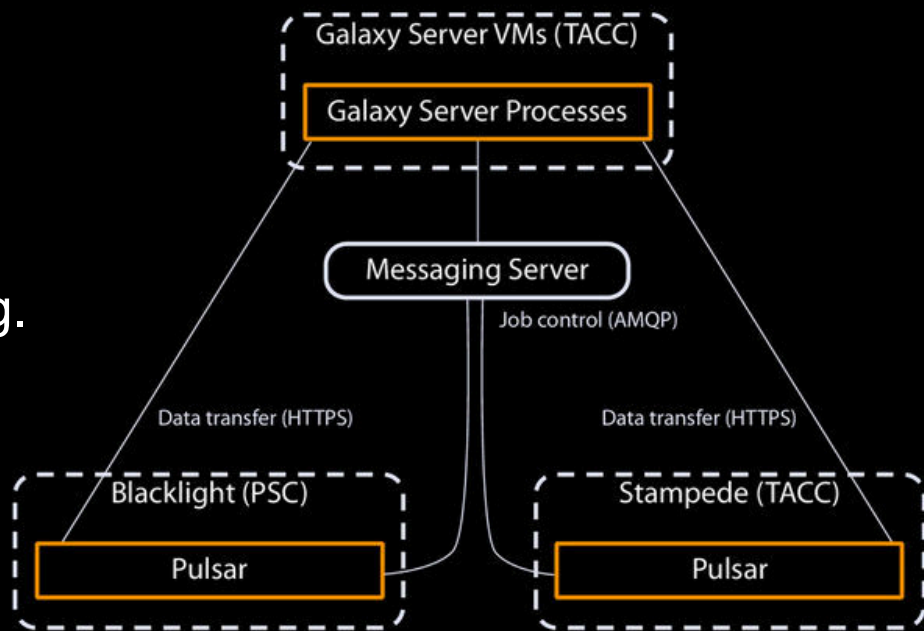 Galaxy Server VMs (TACC)
Galaxy Server Processes
Messaging Server
g.
Job control (AMQP)
Data transfer (HTTPS)
Data transfer (HTTPS)
Blacklight (PSC)
Stampede (TACC)
Pulsar
Pulsar